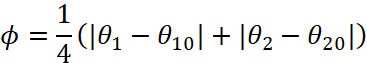 ϕ = 1/4 (|θ₁ − θ₁₀| + |θ₂ − θ₂₀|)